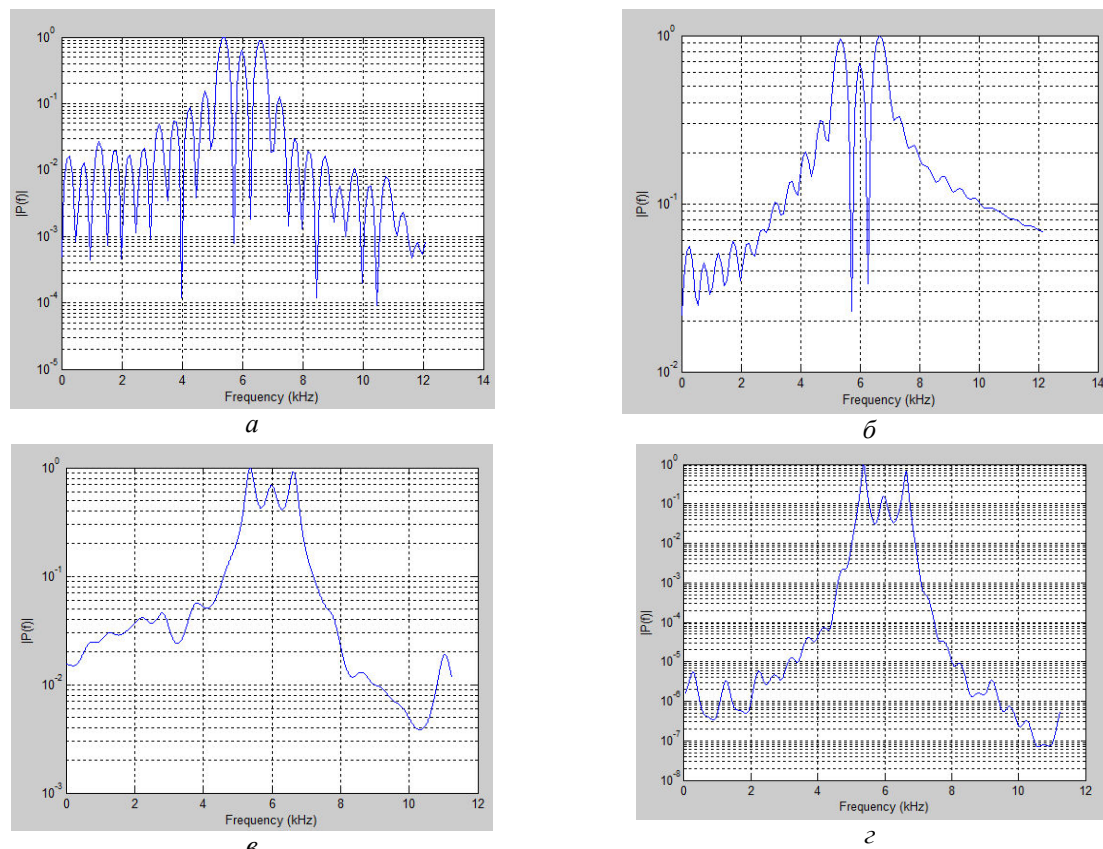 |P(f)|
10⁰
10⁻¹
10⁻²
10⁻³
10⁻⁴
10⁻⁵
0 2 4 6 8 10 12 14
Frequency (kHz)
а
|P(f)|
10⁰
10⁻¹
10⁻²
0 2 4 6 8 10 12 14
Frequency (kHz)
б
|P(f)|
10⁰
10⁻¹
10⁻²
10⁻³
0 2 4 6 8 10 12
Frequency (kHz)
в
|P(f)|
10⁰
10⁻¹
10⁻²
10⁻³
10⁻⁴
10⁻⁵
10⁻⁶
10⁻⁷
10⁻⁸
0 2 4 6 8 10 12
Frequency (kHz)
г